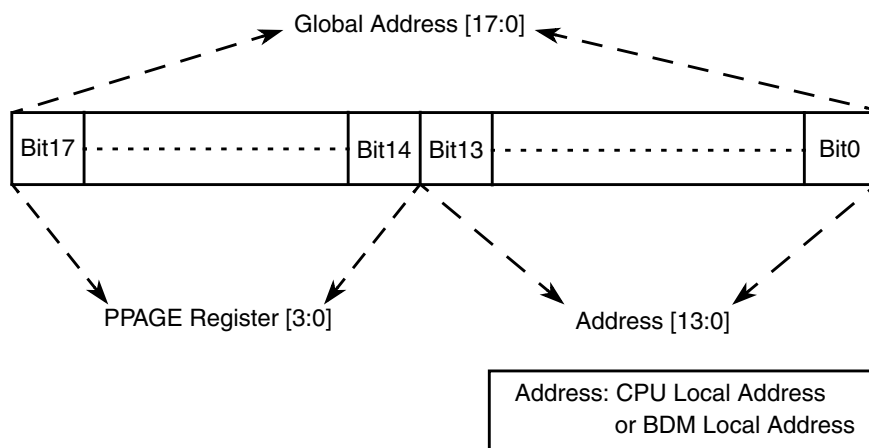 Global Address [17:0]
Bit17
Bit14
Bit13
Bit0
PPAGE Register [3:0]
Address [13:0]
Address: CPU Local Address
or BDM Local Address